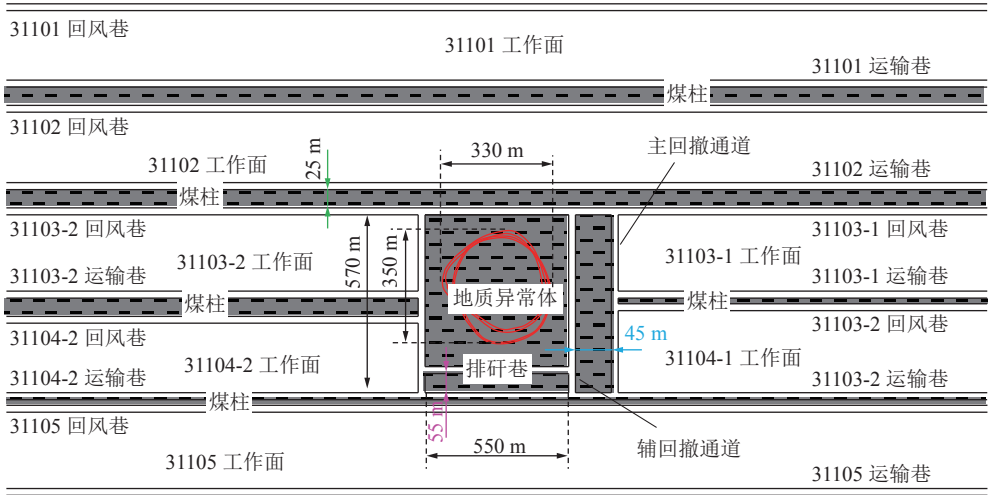 31101 回风巷
31101 工作面
31101 运输巷
煤柱
31102 回风巷
主回撤通道
330 m
31102 工作面
25 m
31102 运输巷
煤柱
31103-2 回风巷
31103-1 回风巷
31103-2 工作面
31103-1 工作面
570 m
350 m
31103-2 运输巷
31103-1 运输巷
地质异常体
煤柱
煤柱
31104-2 回风巷
31103-2 回风巷
45 m
31104-2 工作面
排矸巷
31104-1 工作面
31104-2 运输巷
31103-2 运输巷
煤柱
55 m
31105 回风巷
550 m
辅回撤通道
31105 工作面
31105 运输巷